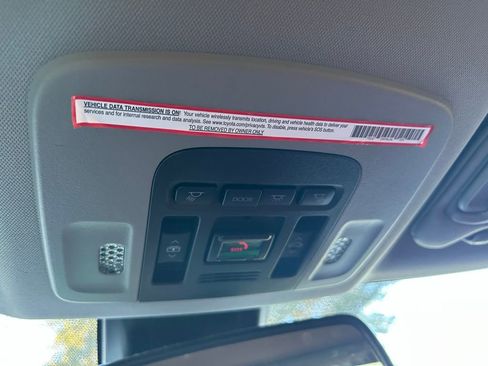 VEHICLE DATA TRANSMISSION IS ON! Your vehicle wirelessly transmits location, driving and vehicle health data to deliver your
services and for internal research and data analysis. See www.toyota.com/privacyvts. To disable, press vehicle's SOS button.
TO BE REMOVED BY OWNER ONLY
DOOR
SOS